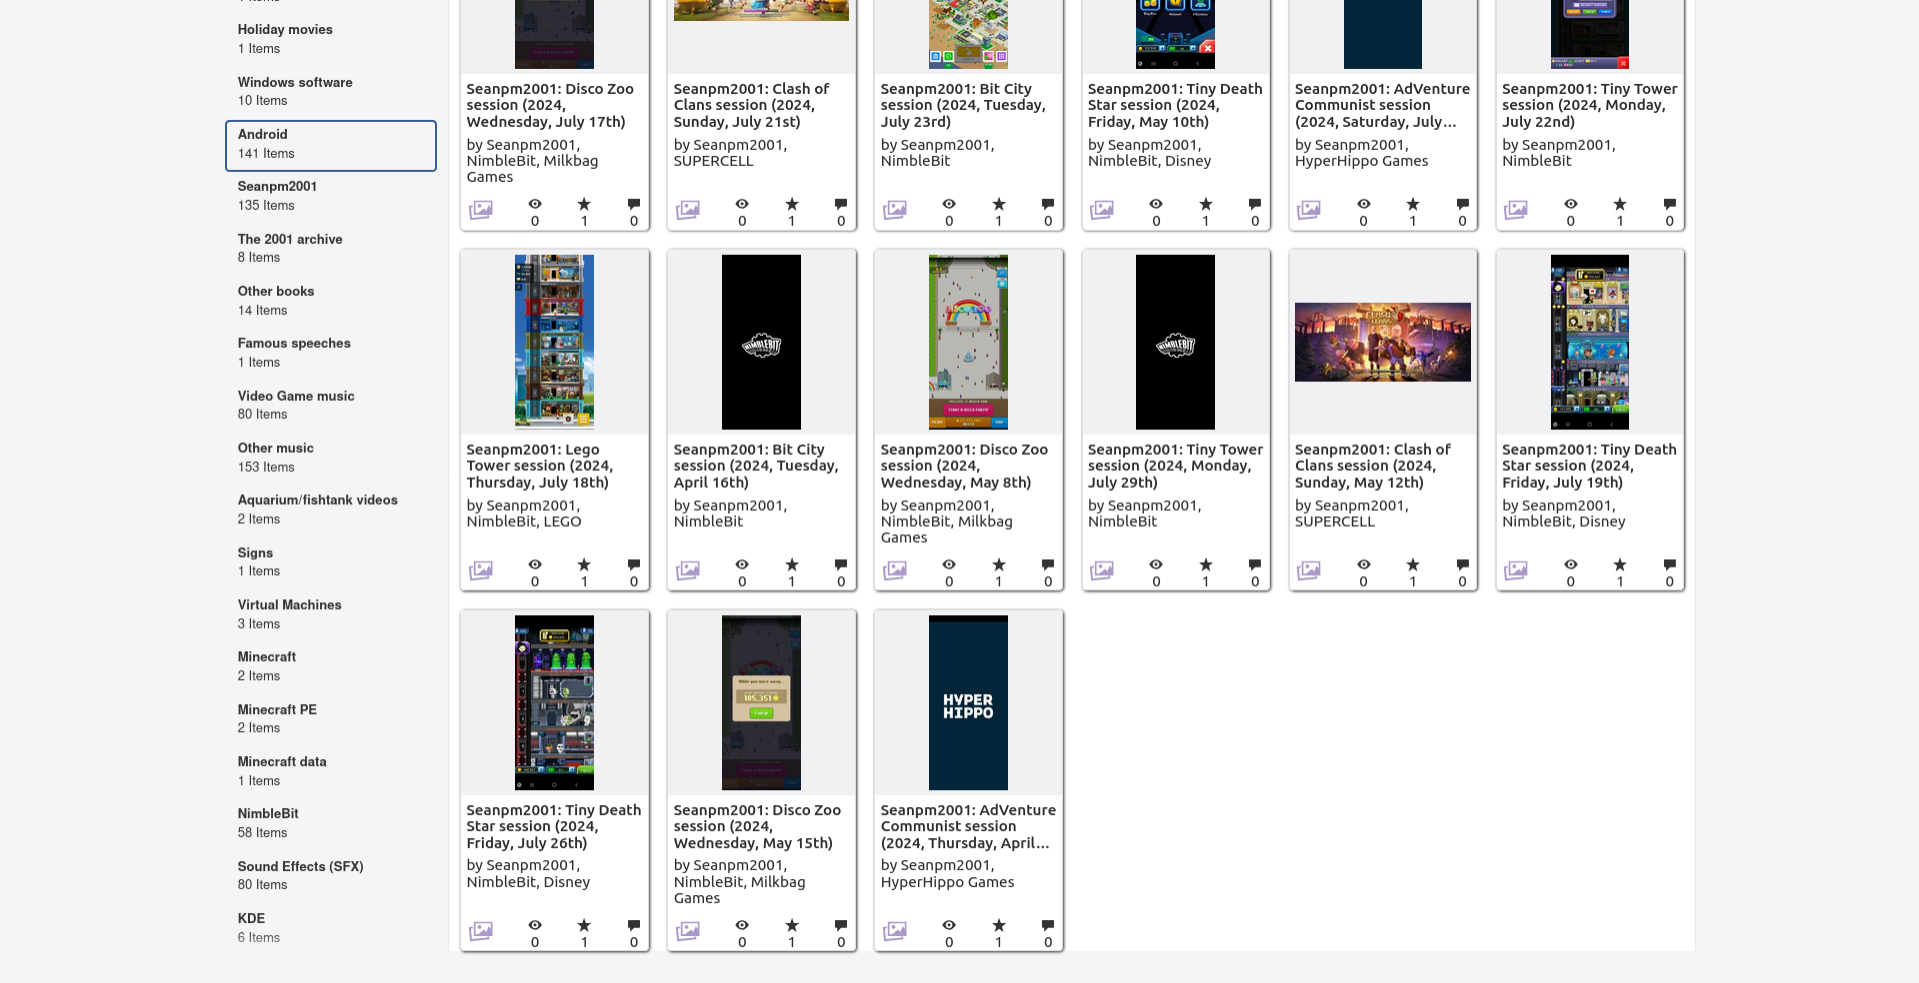 Holiday movies
1 Items
Windows software
10 Items
Android
141 Items
Seanpm2001
135 Items
The 2001 archive
8 Items
Other books
14 Items
Famous speeches
1 Items
Video Game music
80 Items
Other music
153 Items
Aquarium/fishtank videos
2 Items
Signs
1 Items
Virtual Machines
3 Items
Minecraft
2 Items
Minecraft PE
2 Items
Minecraft data
1 Items
NimbleBit
58 Items
Sound Effects (SFX)
80 Items
KDE
6 Items
Seanpm2001: Disco Zoo
session (2024,
Wednesday, July 17th)
by Seanpm2001,
NimbleBit, Milkbag
Games
0 1 0
Seanpm2001: Clash of
Clans session (2024,
Sunday, July 21st)
by Seanpm2001,
SUPERCELL
0 1 0
Seanpm2001: Bit City
session (2024, Tuesday,
July 23rd)
by Seanpm2001,
NimbleBit
0 1 0
Seanpm2001: Tiny Death
Star session (2024,
Friday, May 10th)
by Seanpm2001,
NimbleBit, Disney
0 1 0
Seanpm2001: AdVenture
Communist session
(2024, Saturday, July…
by Seanpm2001,
HyperHippo Games
0 1 0
Seanpm2001: Tiny Tower
session (2024, Monday,
July 22nd)
by Seanpm2001,
NimbleBit
0 1 0
Seanpm2001: Lego
Tower session (2024,
Thursday, July 18th)
by Seanpm2001,
NimbleBit, LEGO
0 1 0
NIMBLEBIT
Seanpm2001: Bit City
session (2024, Tuesday,
April 16th)
by Seanpm2001,
NimbleBit
0 1 0
Seanpm2001: Disco Zoo
session (2024,
Wednesday, May 8th)
by Seanpm2001,
NimbleBit, Milkbag
Games
0 1 0
NIMBLEBIT
Seanpm2001: Tiny Tower
session (2024, Monday,
July 29th)
by Seanpm2001,
NimbleBit
0 1 0
Seanpm2001: Clash of
Clans session (2024,
Sunday, May 12th)
by Seanpm2001,
SUPERCELL
0 1 0
Seanpm2001: Tiny Death
Star session (2024,
Friday, July 19th)
by Seanpm2001,
NimbleBit, Disney
0 1 0
Seanpm2001: Tiny Death
Star session (2024,
Friday, July 26th)
by Seanpm2001,
NimbleBit, Disney
0 1 0
While you were away...
185,351
Seanpm2001: Disco Zoo
session (2024,
Wednesday, May 15th)
by Seanpm2001,
NimbleBit, Milkbag
Games
0 1 0
HYPER
HIPPO
Seanpm2001: AdVenture
Communist session
(2024, Thursday, April…
by Seanpm2001,
HyperHippo Games
0 1 0